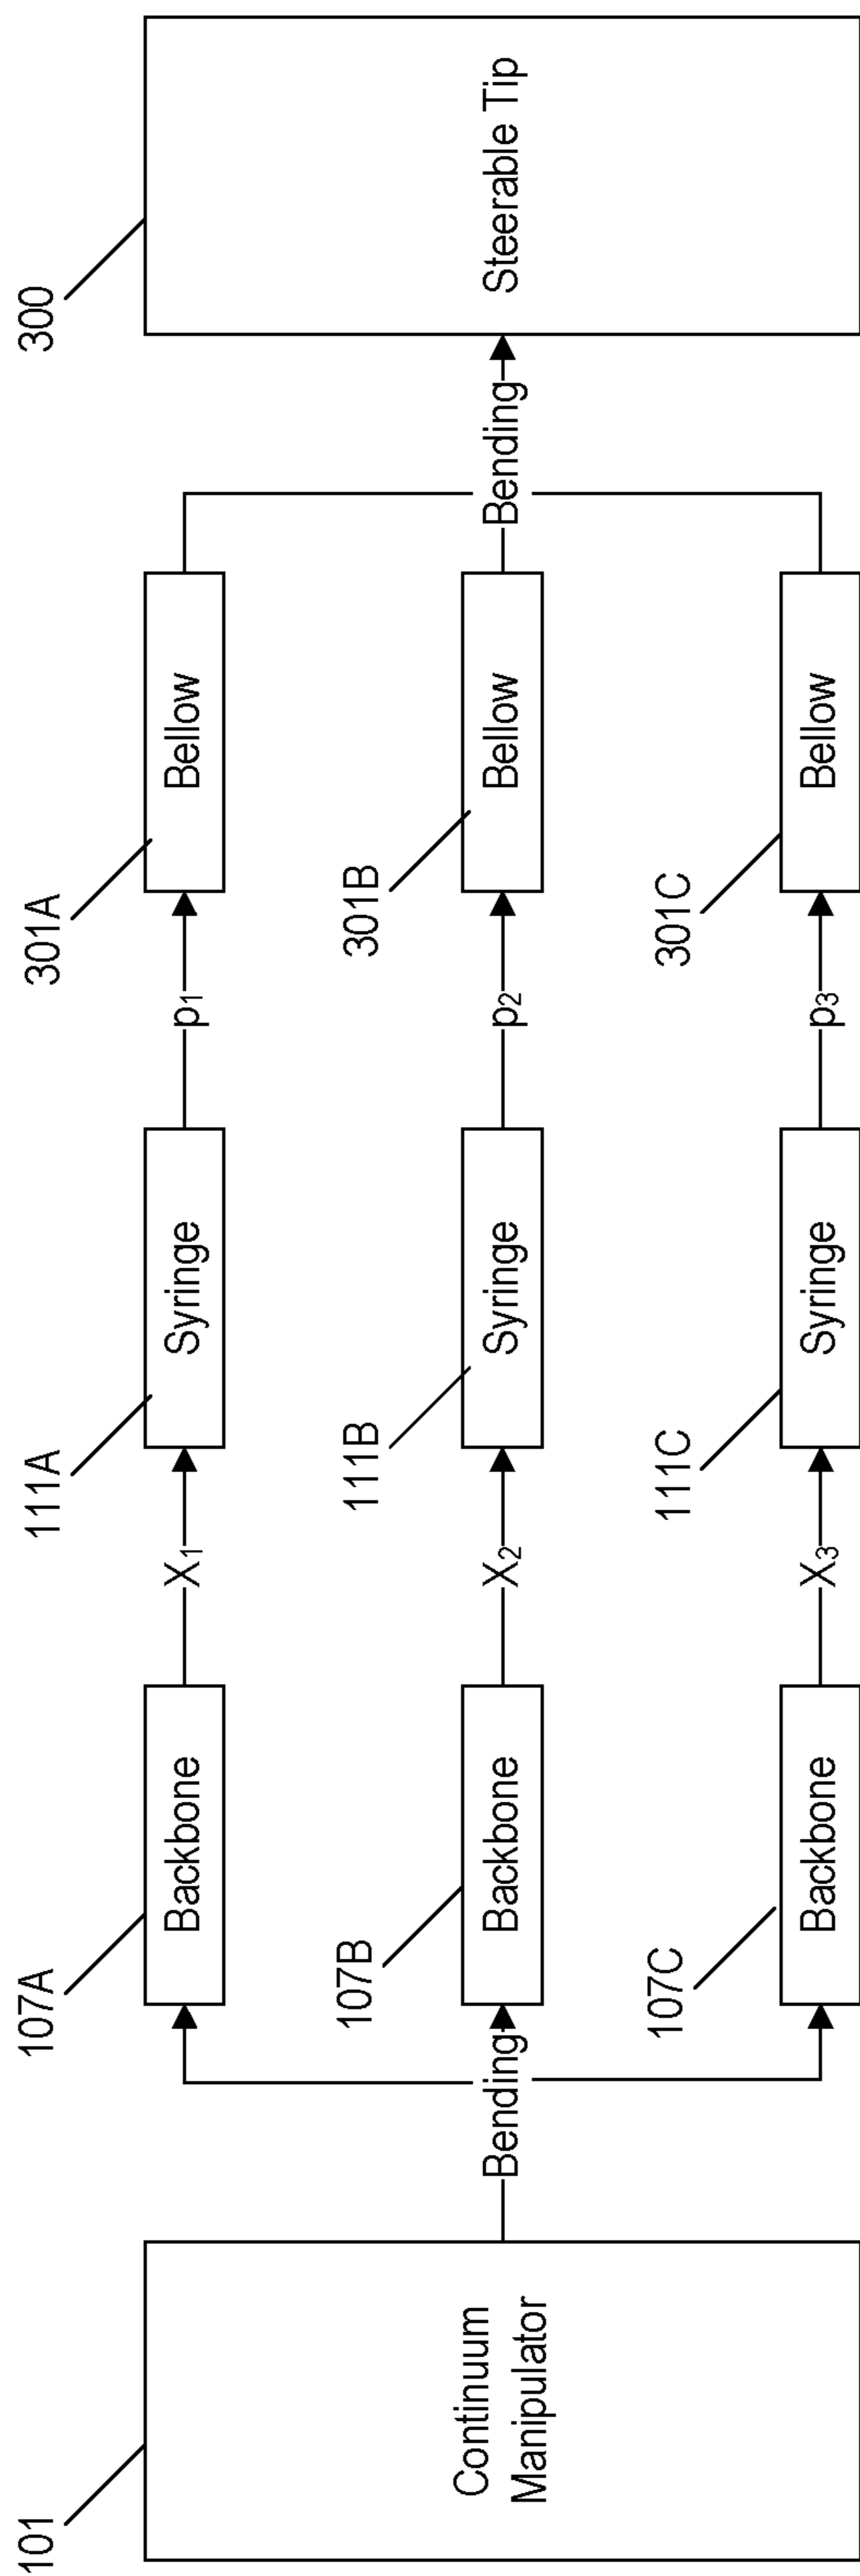 101
Continuum
Manipulator
Bending
107A
Backbone
107B
Backbone
107C
Backbone
X1
X2
X3
111A
Syringe
111B
Syringe
111C
Syringe
p1
p2
p3
301A
Bellow
301B
Bellow
301C
Bellow
Bending
300
Steerable Tip